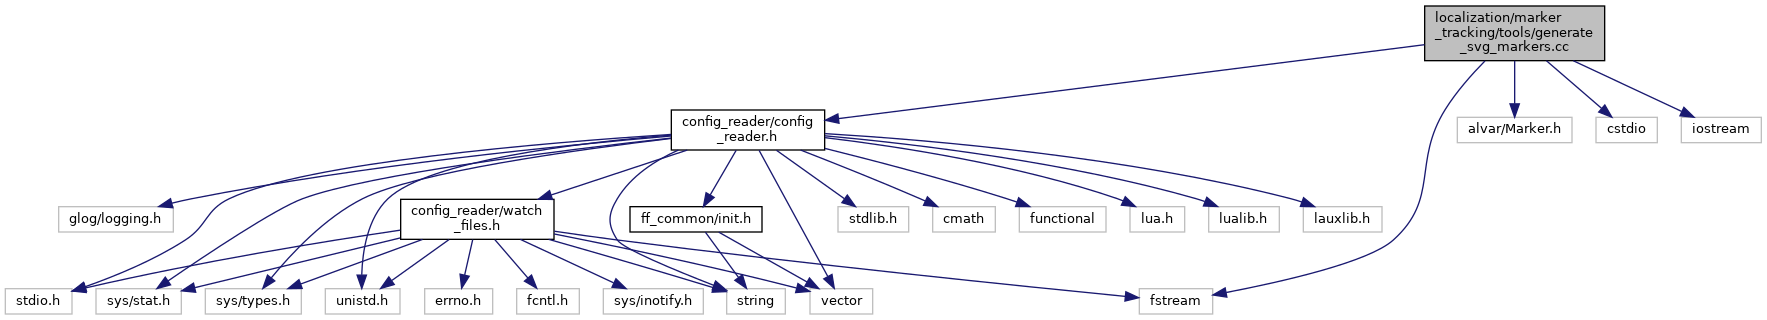 localization/marker
_tracking/tools/generate
_svg_markers.cc
config_reader/config
_reader.h
alvar/Marker.h
cstdio
iostream
glog/logging.h
config_reader/watch
_files.h
ff_common/init.h
stdlib.h
cmath
functional
lua.h
lualib.h
lauxlib.h
stdio.h
sys/stat.h
sys/types.h
unistd.h
errno.h
fcntl.h
sys/inotify.h
string
vector
fstream